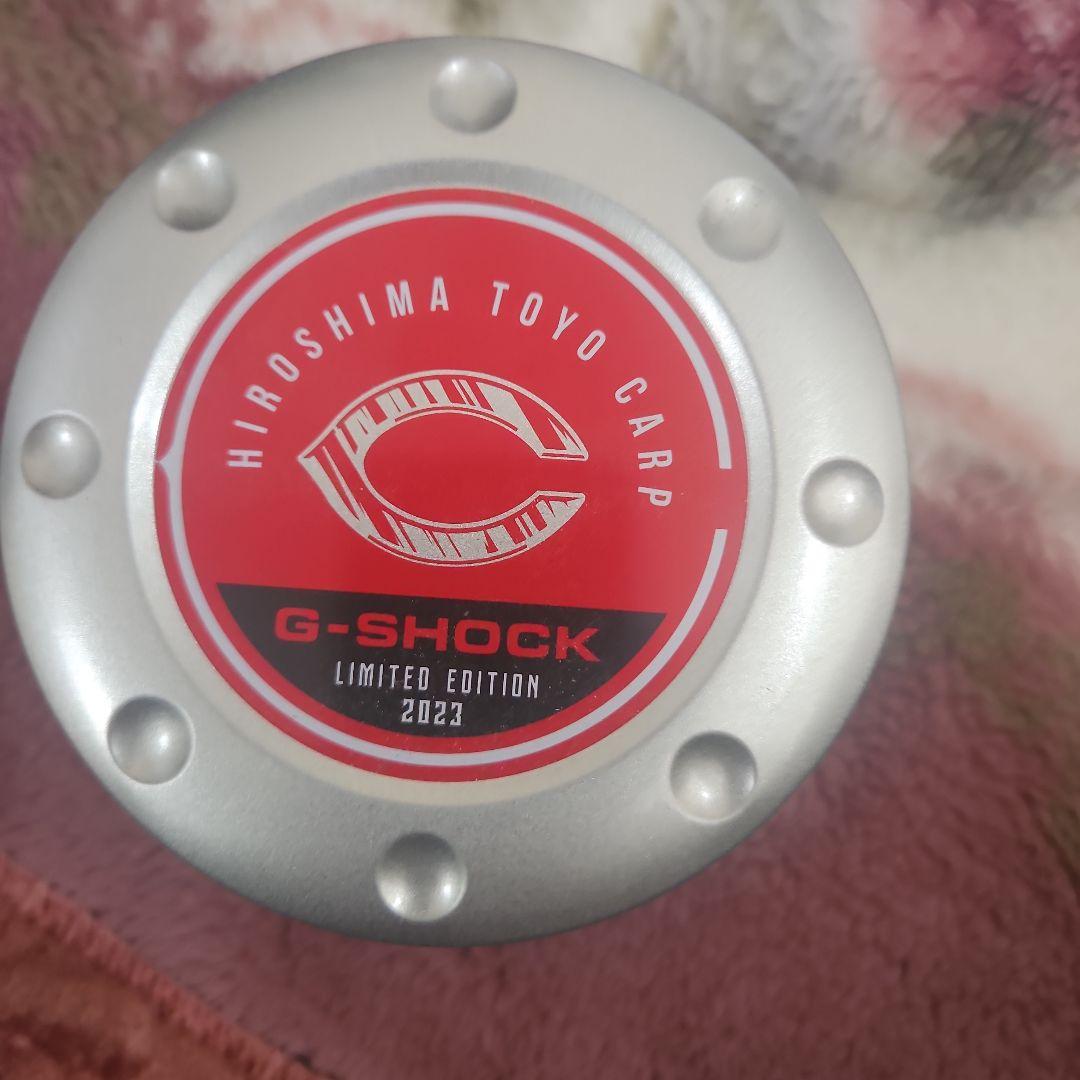 HIROSHIMA TOYO CARP
C
G-SHOCK
LIMITED EDITION
2023